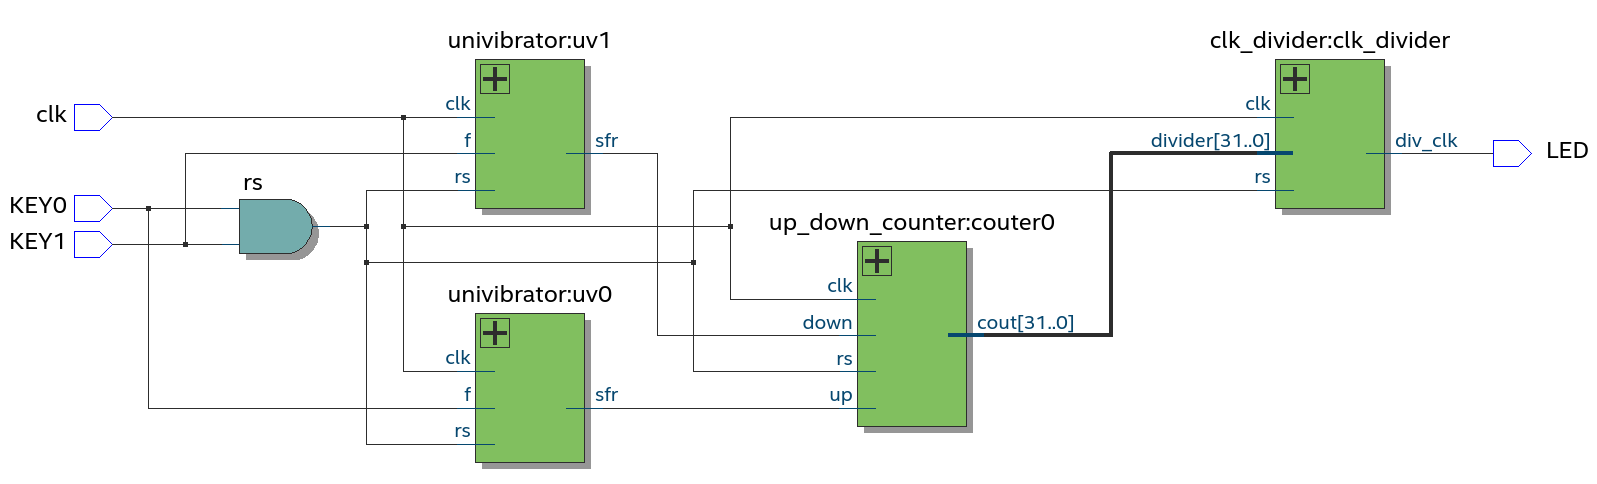 univibrator:uv1
clk_divider:clk_divider
clk
clk
clk
f
sfr
divider[31..0]
div_clk
LED
rs
rs
rs
KEY0
KEY1
up_down_counter:couter0
univibrator:uv0
clk
down
cout[31..0]
clk
rs
f
sfr
up
rs